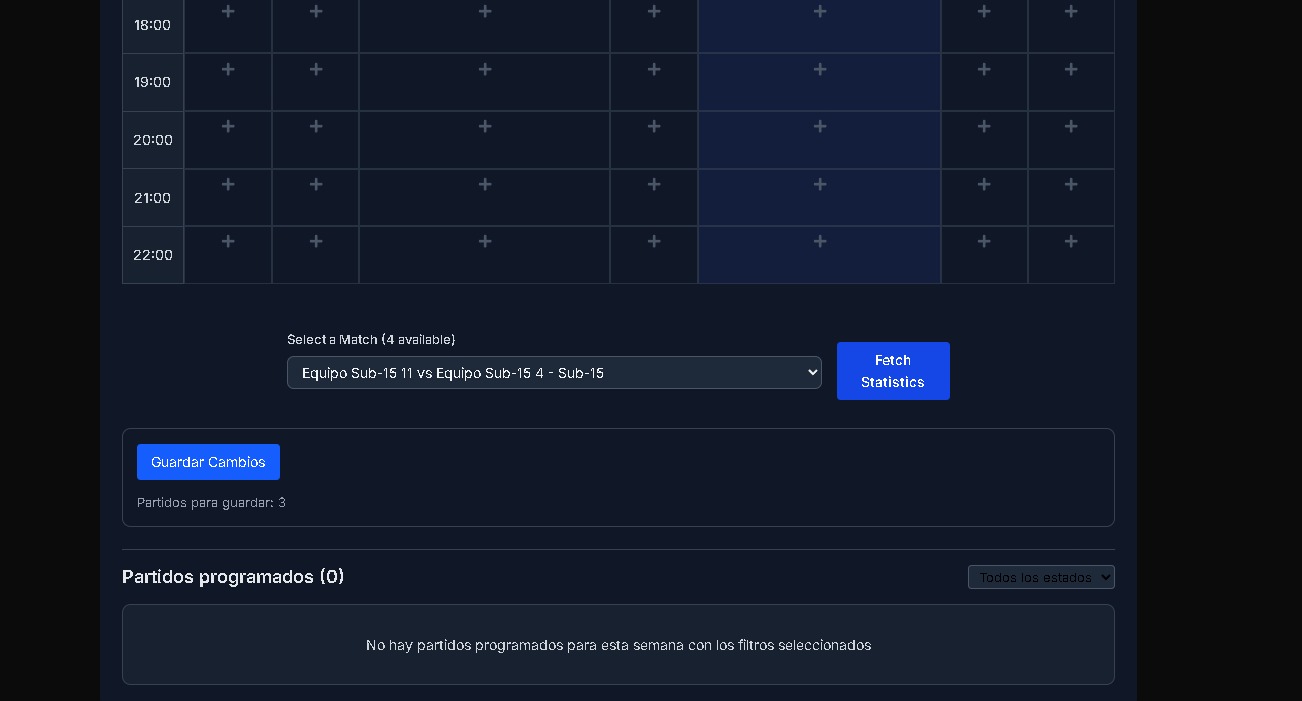 18:00 + + + + + + +
19:00 + + + + + + +
20:00 + + + + + + +
21:00 + + + + + + +
22:00 + + + + + + +
Select a Match (4 available)
Equipo Sub-15 11 vs Equipo Sub-15 4 - Sub-15
Fetch
Statistics
Guardar Cambios
Partidos para guardar: 3
Partidos programados (0)
Todos los estados
No hay partidos programados para esta semana con los filtros seleccionados